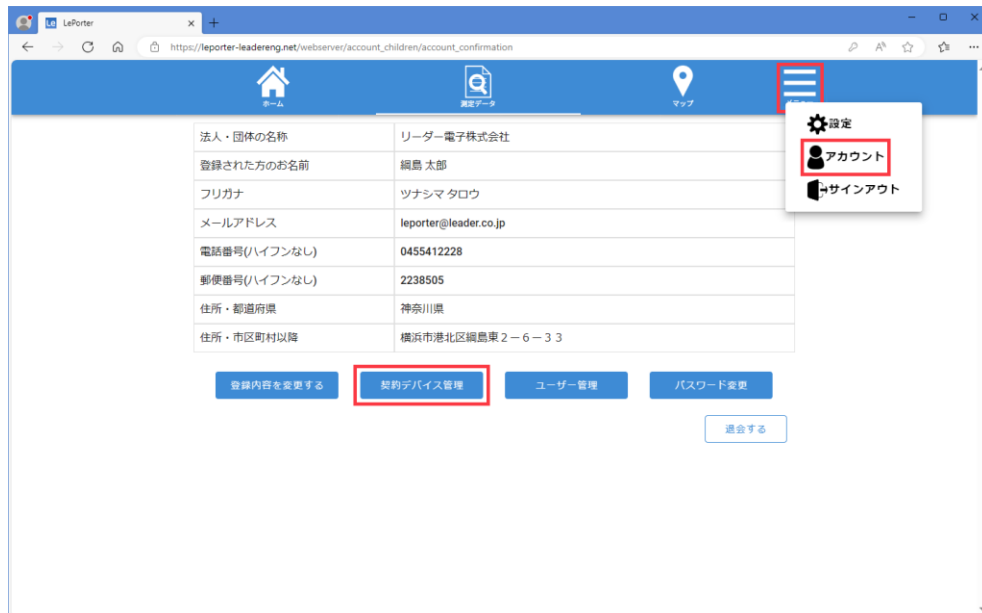 Le LePorter
https://leporter-leadereng.net/webserver/account_children/account_confirmation
ホーム
測定データ
マップ
設定
アカウント
サインアウト
法人・団体の名称 リーダー電子株式会社
登録された方のお名前 綱島 太郎
フリガナ ツナシマ タロウ
メールアドレス leporter@leader.co.jp
電話番号(ハイフンなし) 0455412228
郵便番号(ハイフンなし) 2238505
住所・都道府県 神奈川県
住所・市区町村以降 横浜市港北区綱島東２－６－３３
登録内容を変更する 契約デバイス管理 ユーザー管理 パスワード変更
退会する